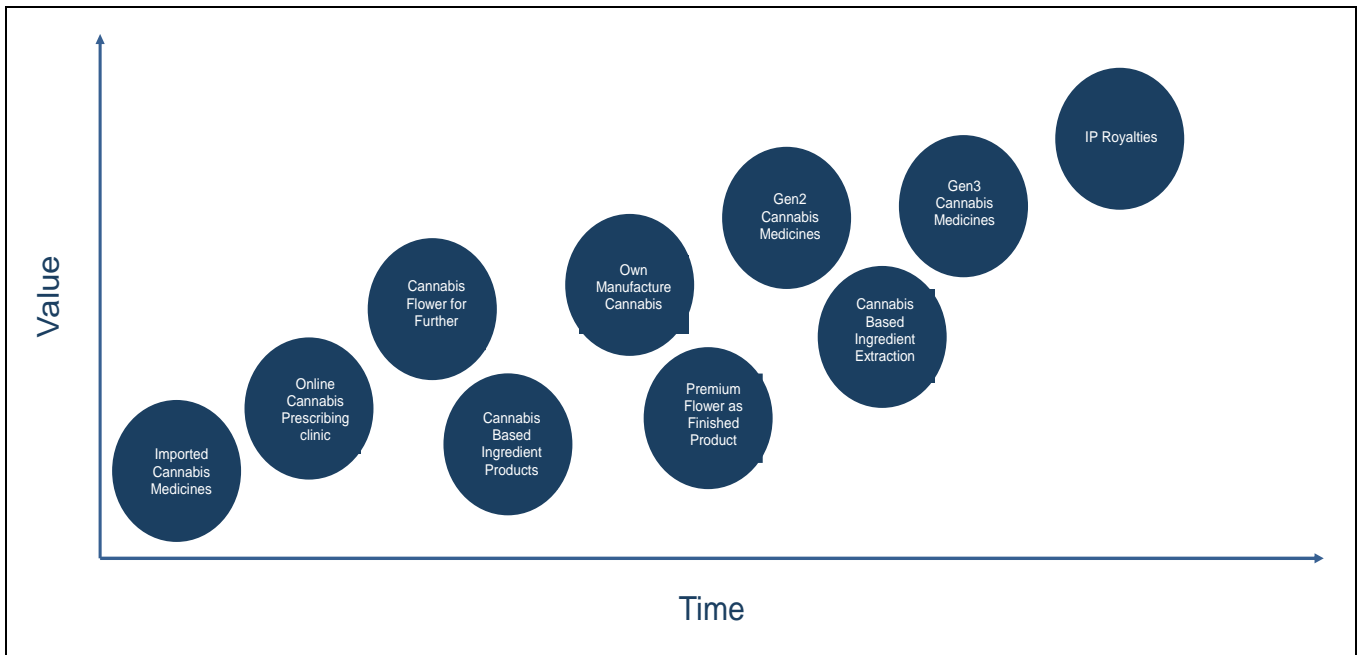 Value
Imported
Cannabis
Medicines
Online
Cannabis
Prescribing
clinic
Cannabis
Flower for
Further
Cannabis
Based
Ingredient
Products
Own
Manufacture
Cannabis
Premium
Flower as
Finished
Product
Gen2
Cannabis
Medicines
Cannabis
Based
Ingredient
Extraction
Gen3
Cannabis
Medicines
IP Royalties
Time